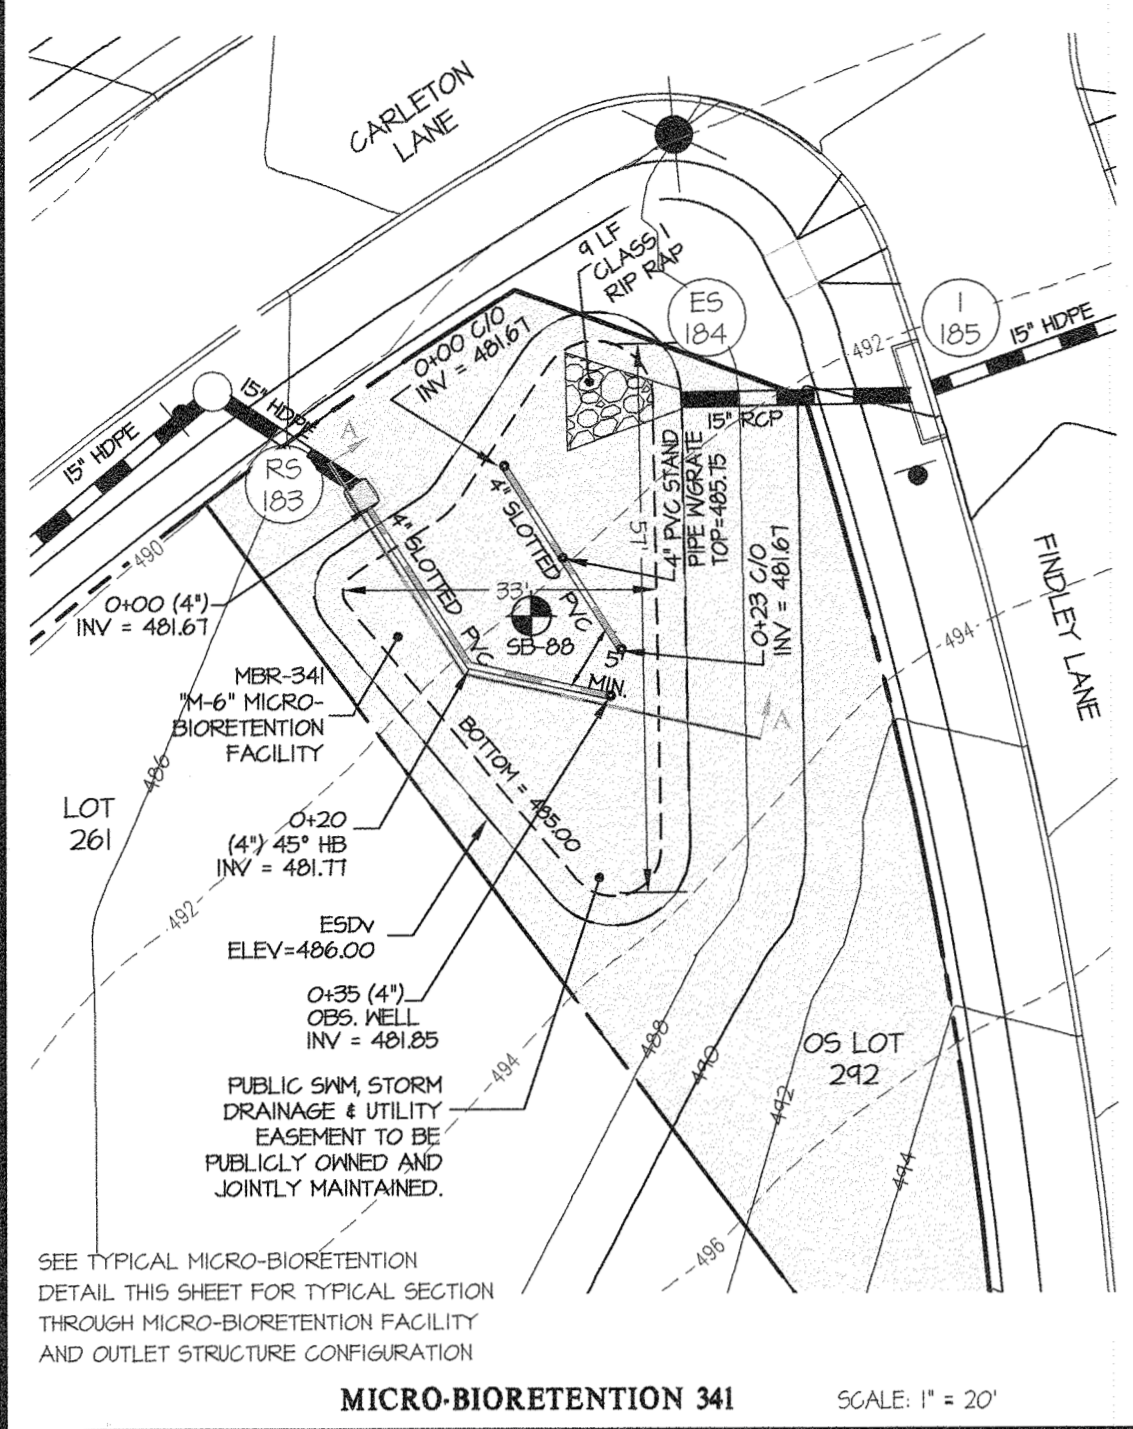 CARLETON
LANE
9 LF
CLASS I
RIP RAP
ES
184
I
185
15" HDPE
492
0+00 C/O
INV = 481.67
15" HDPE
15" HDPE
A
RS
183
15" RCP
4" PVC STAND
PIPE W/GRATE
TOP=485.75
4" SLOTTED PVC
4" SLOTTED PVC
57'
33'
SB-88
5'
MIN.
0+23 C/O
INV = 481.67
A
490
0+00 (4")
INV = 481.67
FINDLEY LANE
494
MBR-341
"M-6" MICRO-
BIORETENTION
FACILITY
486
BOTTOM = 485.00
LOT
261
0+20
(4") 45° HB
INV = 481.77
492
ESDv
ELEV=486.00
0+35 (4")
OBS. WELL
INV = 481.85
494
488
490
492
494
496
OS LOT
292
PUBLIC SWM, STORM
DRAINAGE & UTILITY
EASEMENT TO BE
PUBLICLY OWNED AND
JOINTLY MAINTAINED.
SEE TYPICAL MICRO-BIORETENTION
DETAIL THIS SHEET FOR TYPICAL SECTION
THROUGH MICRO-BIORETENTION FACILITY
AND OUTLET STRUCTURE CONFIGURATION
MICRO-BIORETENTION 341
SCALE: 1" = 20'